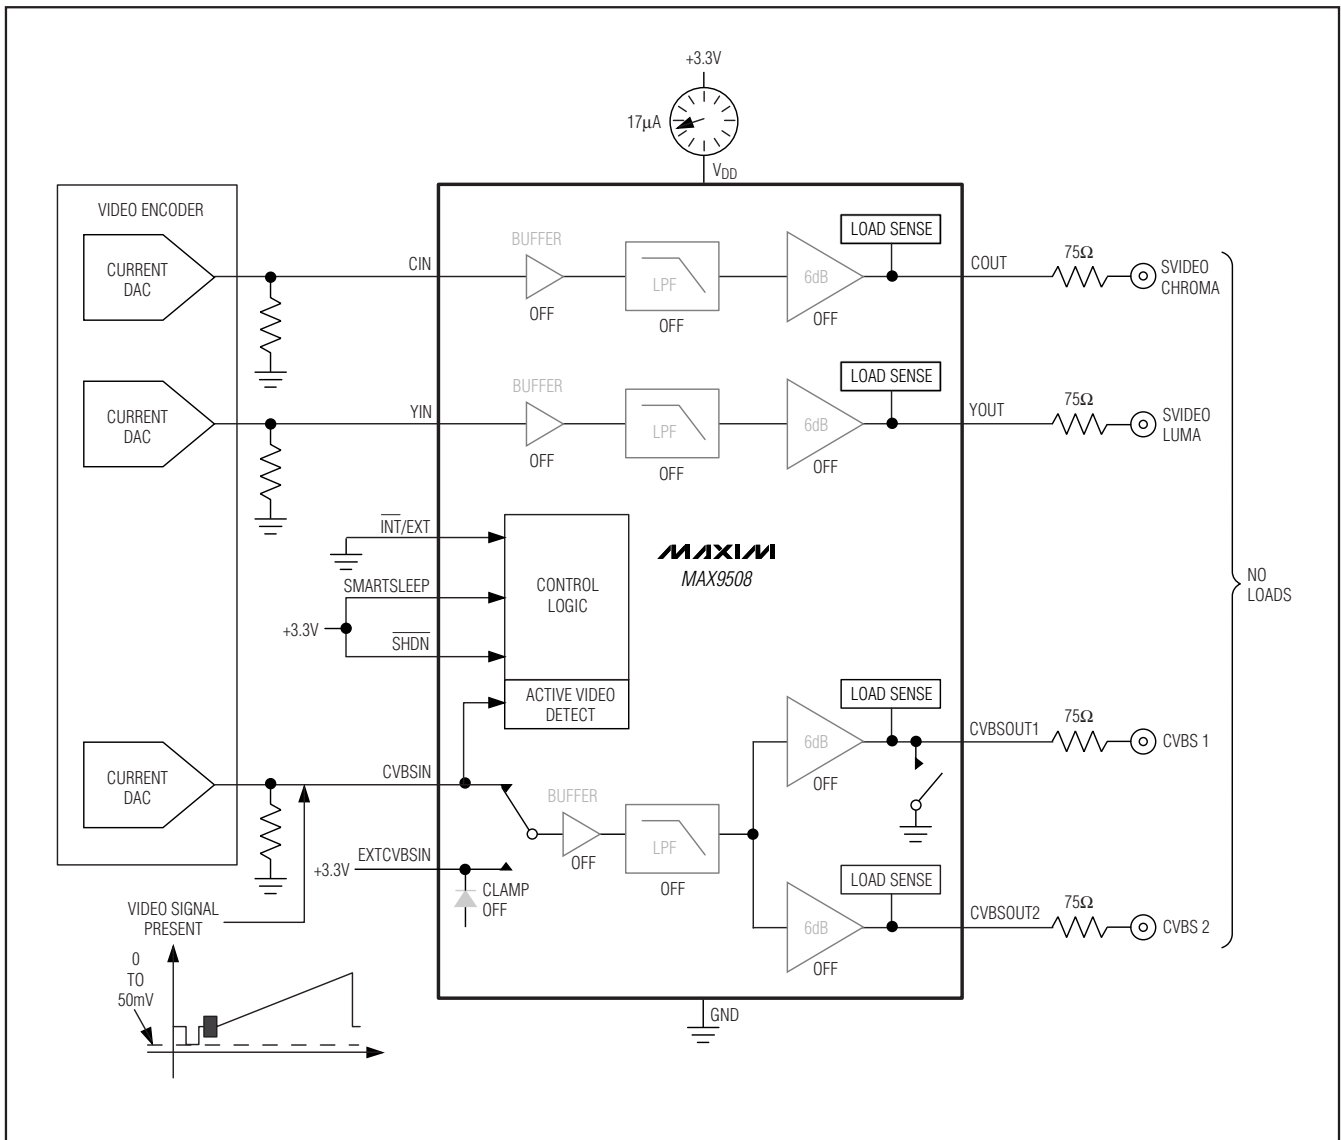 +3.3V
17µA
VDD
VIDEO ENCODER
CURRENT
DAC
CIN
BUFFER
OFF
LPF
OFF
6dB
OFF
LOAD SENSE
COUT
75Ω
SVIDEO
CHROMA
CURRENT
DAC
YIN
BUFFER
OFF
LPF
OFF
6dB
OFF
LOAD SENSE
YOUT
75Ω
SVIDEO
LUMA
INT/EXT
SMARTSLEEP
+3.3V
SHDN
CONTROL
LOGIC
ACTIVE VIDEO
DETECT
MAXIM
MAX9508
NO
LOADS
CURRENT
DAC
CVBSIN
BUFFER
OFF
LPF
OFF
6dB
OFF
LOAD SENSE
CVBSOUT1
75Ω
CVBS 1
+3.3V
EXTCVBSIN
CLAMP
OFF
6dB
OFF
LOAD SENSE
CVBSOUT2
75Ω
CVBS 2
VIDEO SIGNAL
PRESENT
0
TO
50mV
GND